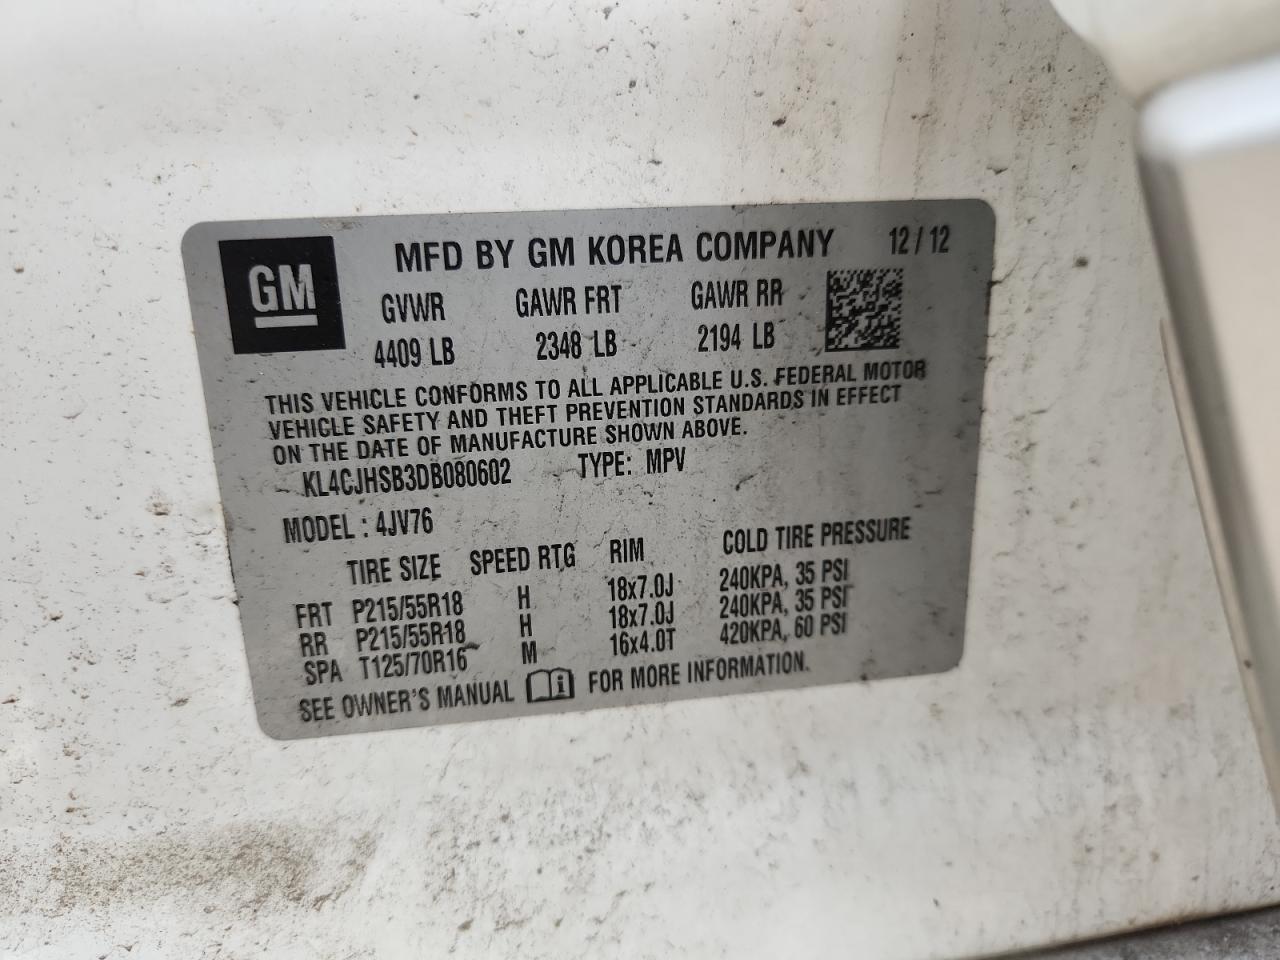 GM
MFD BY GM KOREA COMPANY 12/12
GVWR GAWR FRT GAWR RR
4409 LB 2348 LB 2194 LB
THIS VEHICLE CONFORMS TO ALL APPLICABLE U.S. FEDERAL MOTOR
VEHICLE SAFETY AND THEFT PREVENTION STANDARDS IN EFFECT
ON THE DATE OF MANUFACTURE SHOWN ABOVE.
KL4CJHSB3DB080602 TYPE: MPV
MODEL : 4JV76
TIRE SIZE SPEED RTG RIM COLD TIRE PRESSURE
FRT P215/55R18 H 18x7.0J 240KPA, 35 PSI
RR P215/55R18 H 18x7.0J 240KPA, 35 PSI
SPA T125/70R16 M 16x4.0T 420KPA, 60 PSI
SEE OWNER'S MANUAL FOR MORE INFORMATION.